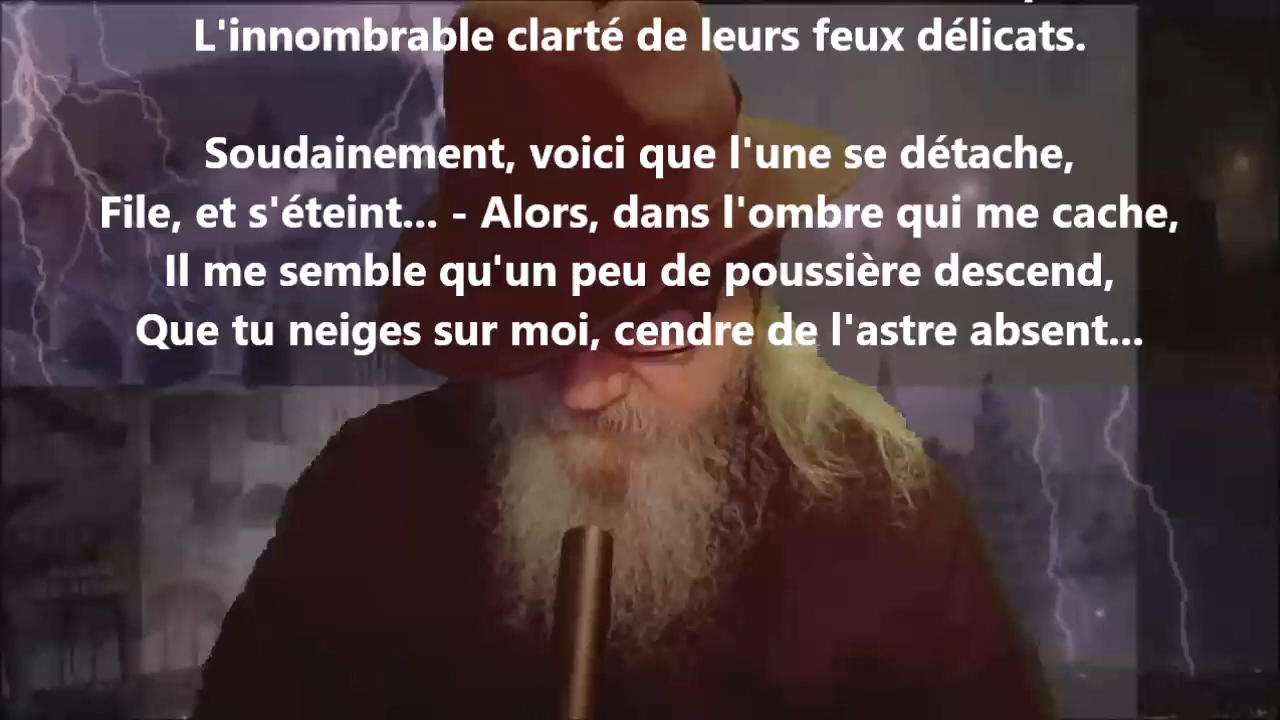 L'innombrable clarté de leurs feux délicats.
Soudainement, voici que l'une se détache,
File, et s'éteint... - Alors, dans l'ombre qui me cache,
Il me semble qu'un peu de poussière descend,
Que tu neiges sur moi, cendre de l'astre absent...